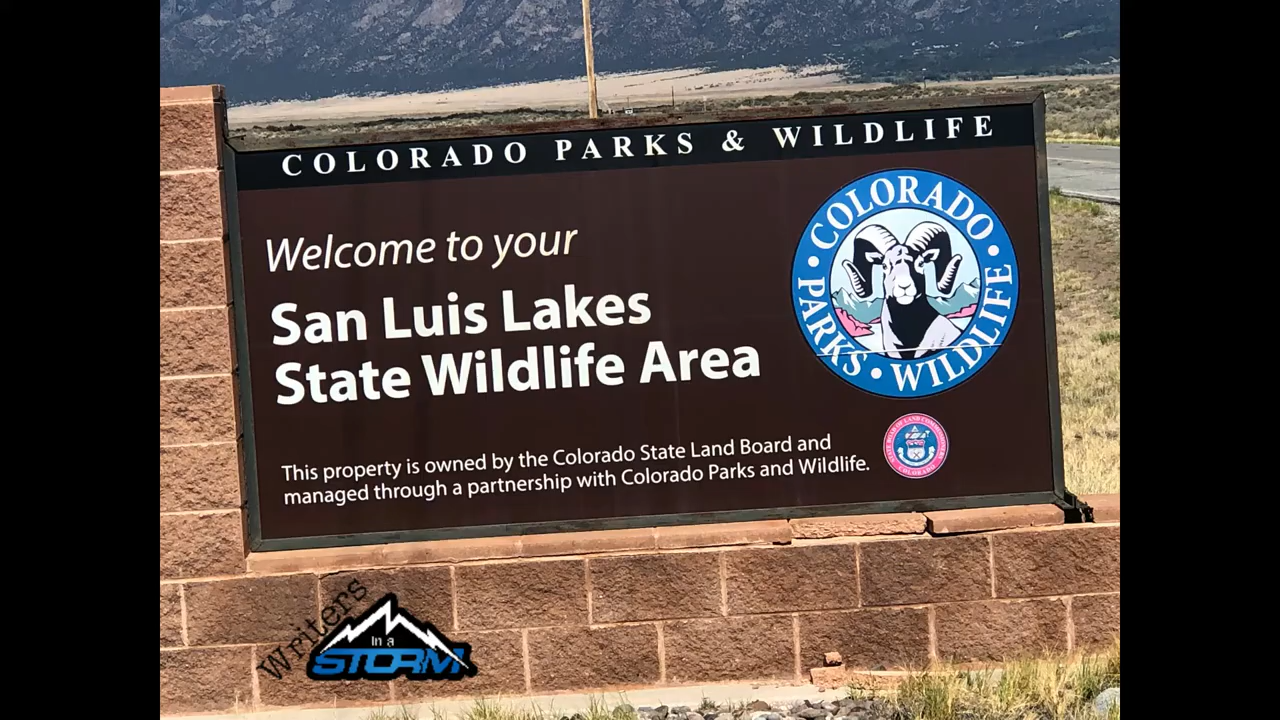 COLORADO PARKS & WILDLIFE
Welcome to your
San Luis Lakes
State Wildlife Area
COLORADO
PARKS • WILDLIFE
This property is owned by the Colorado State Land Board and
managed through a partnership with Colorado Parks and Wildlife.
COLORADO
Writers
In a
STORM